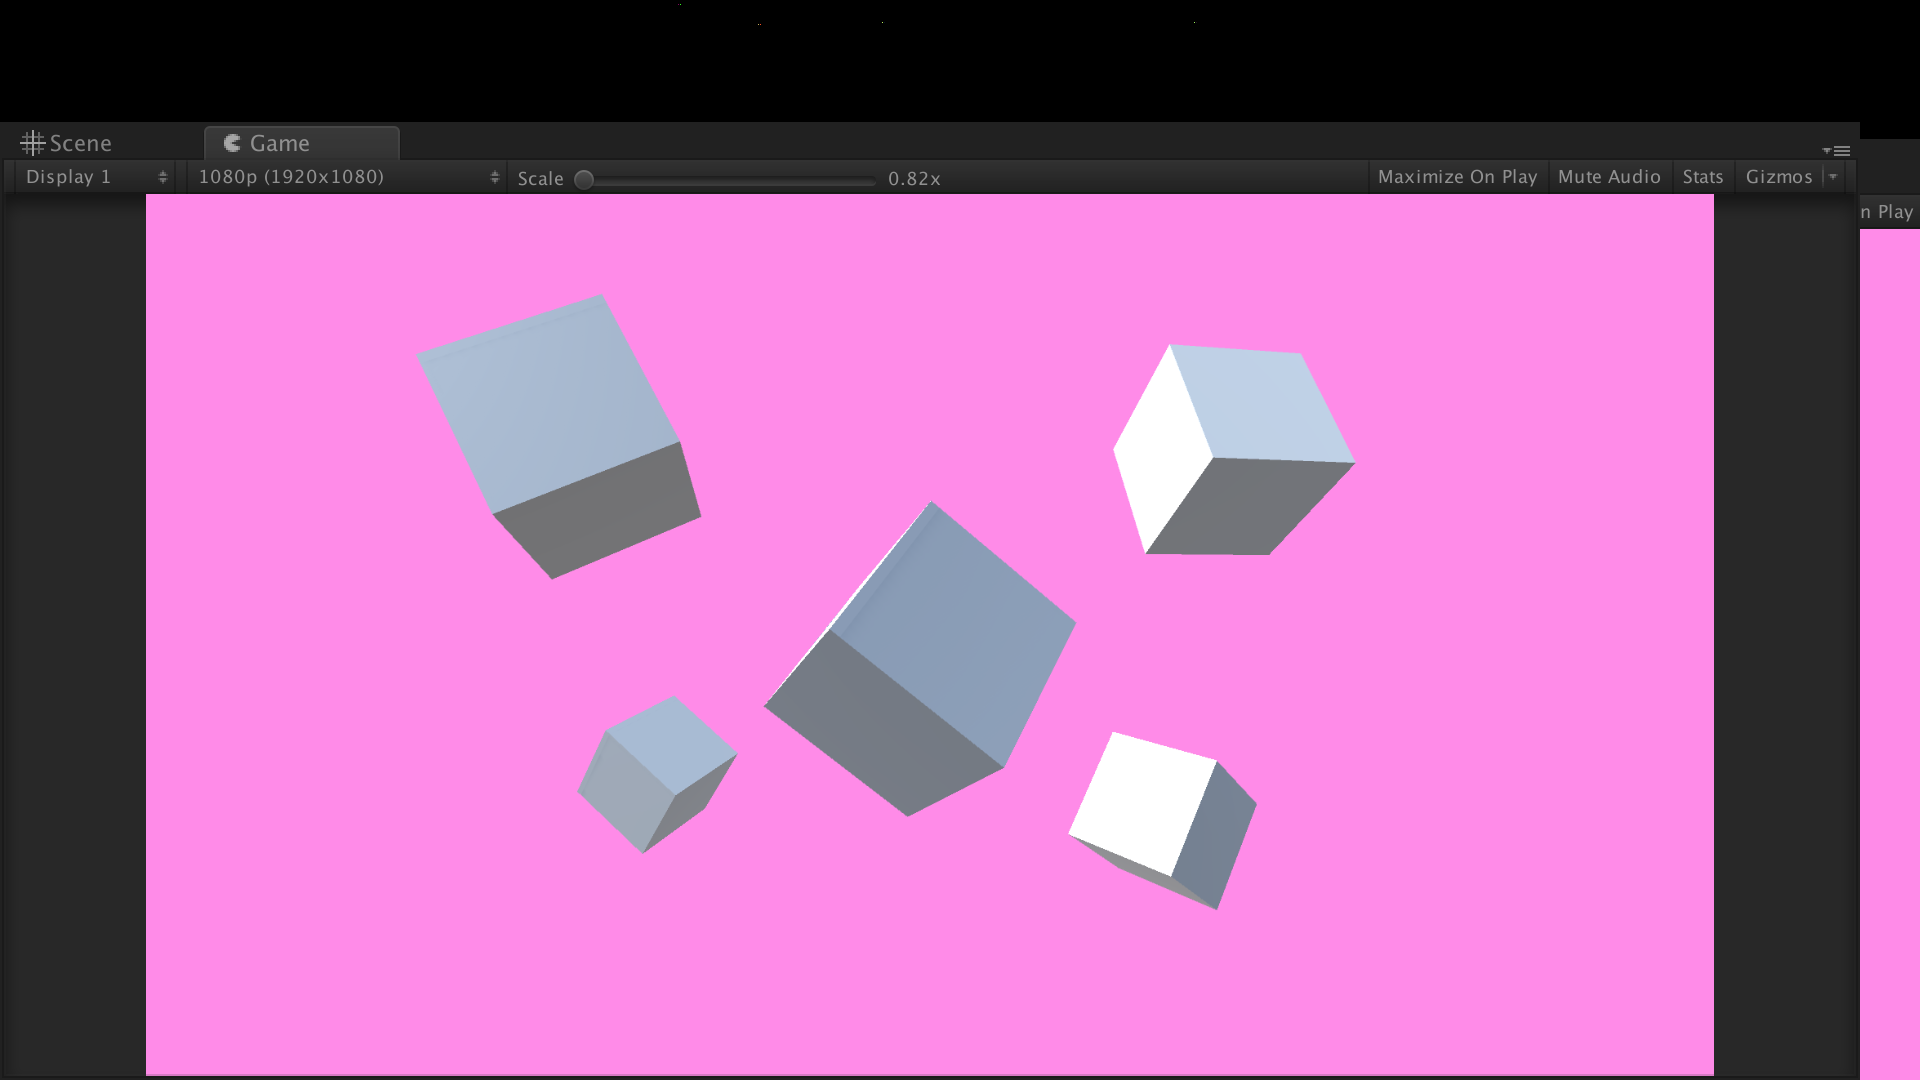 Scene
Game
Display 1
1080p (1920x1080)
Scale
0.82x
Maximize On Play
Mute Audio
Stats
Gizmos
n Play